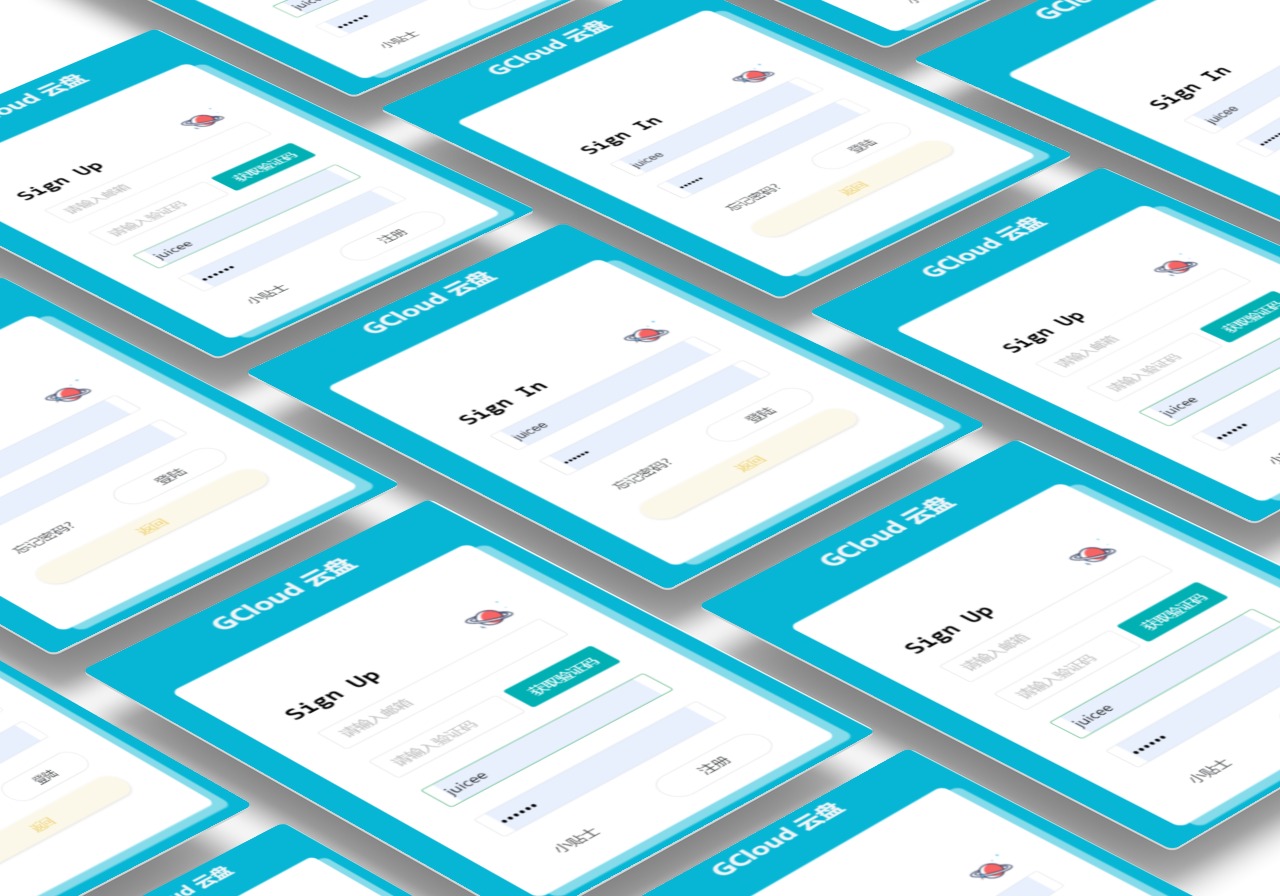 juicee
••••••
小贴士
GCloud 云盘
Sign Up
请输入邮箱
请输入验证码
获取验证码
juicee
••••••
注册
小贴士
GCloud 云盘
Sign In
juicee
••••••
忘记密码?
登陆
返回
Sign In
juicee
GCloud 云盘
Sign In
juicee
••••••
忘记密码?
登陆
返回
GCloud 云盘
Sign Up
请输入邮箱
请输入验证码
获取验证码
juicee
••••••
忘记密码?
登陆
返回
GCloud 云盘
Sign Up
请输入邮箱
请输入验证码
获取验证码
juicee
••••••
注册
小贴士
GCloud 云盘
Sign Up
请输入邮箱
请输入验证码
获取验证码
juicee
••••••
小贴士
登陆
返回
云盘
GCloud 云盘